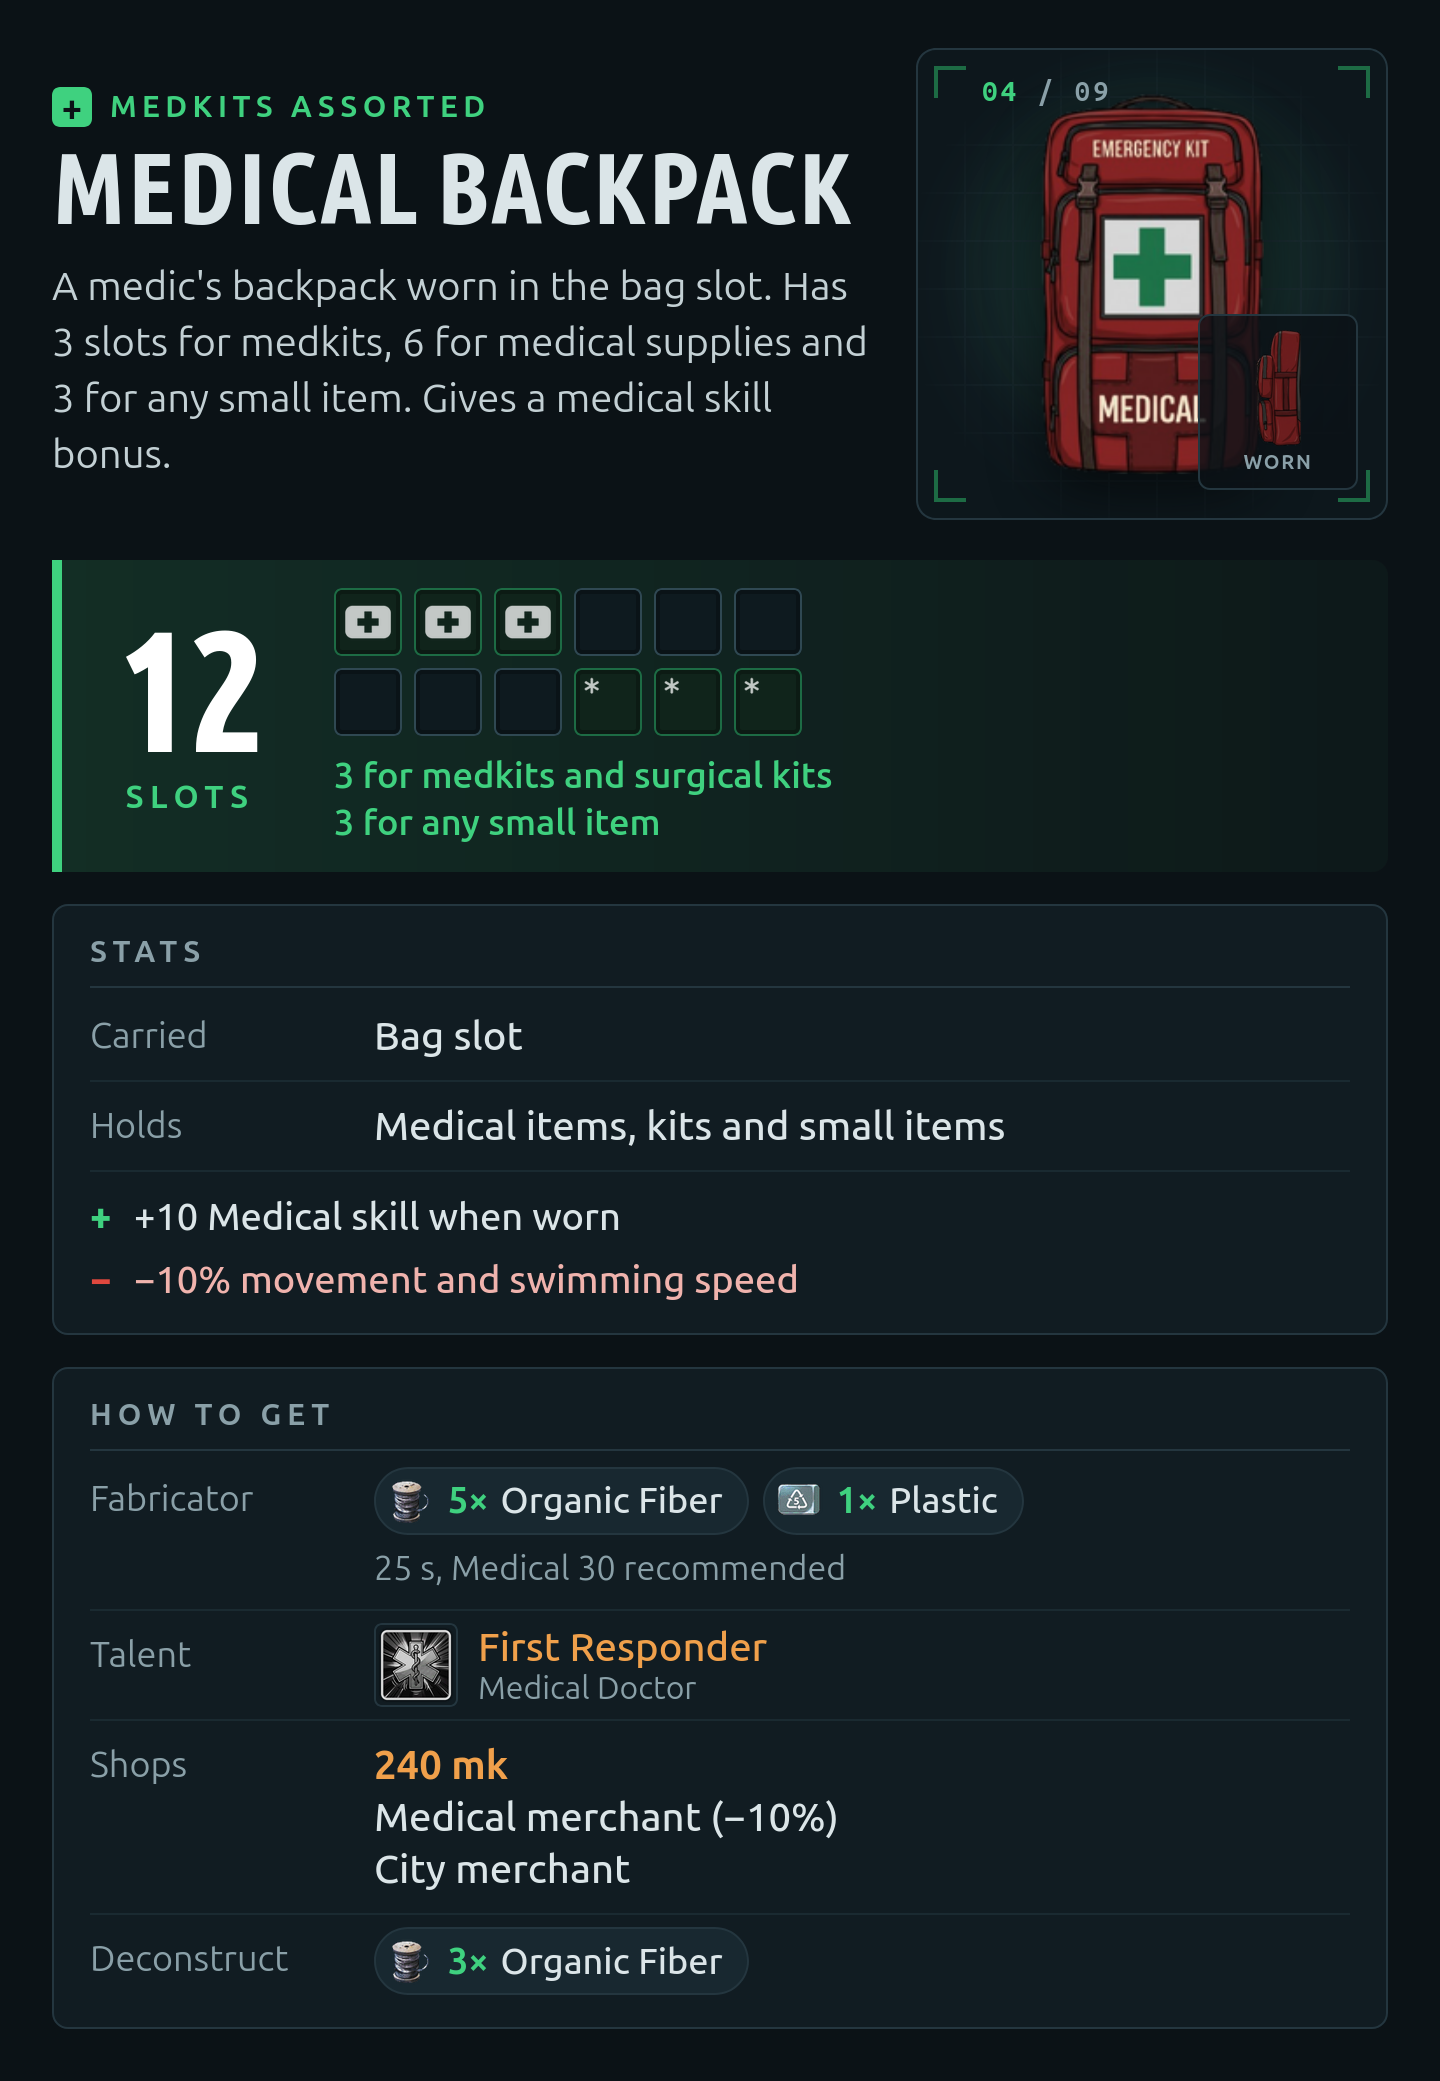 MEDKITS ASSORTED
MEDICAL BACKPACK
A medic's backpack worn in the bag slot. Has
3 slots for medkits, 6 for medical supplies and
3 for any small item. Gives a medical skill
bonus.
04 / 09
EMERGENCY KIT
MEDICAL
WORN
12
SLOTS
* * *
3 for medkits and surgical kits
3 for any small item
STATS
Carried Bag slot
Holds Medical items, kits and small items
+ +10 Medical skill when worn
− −10% movement and swimming speed
HOW TO GET
Fabricator 5× Organic Fiber 1× Plastic
25 s, Medical 30 recommended
Talent First Responder
Medical Doctor
Shops 240 mk
Medical merchant (−10%)
City merchant
Deconstruct 3× Organic Fiber